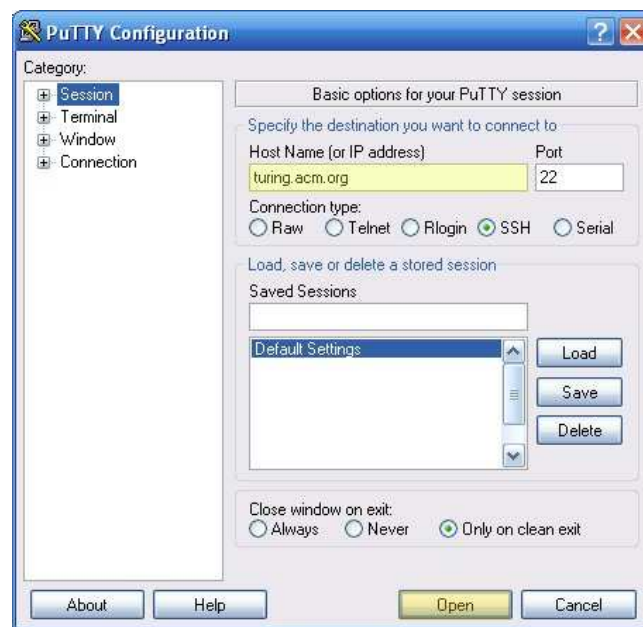 PuTTY Configuration
Category:
Session
Terminal
Window
Connection
Basic options for your PuTTY session
Specify the destination you want to connect to
Host Name (or IP address) Port
turing.acm.org 22
Connection type:
Raw Telnet Rlogin SSH Serial
Load, save or delete a stored session
Saved Sessions
Default Settings
Load
Save
Delete
Close window on exit:
Always Never Only on clean exit
About Help Open Cancel